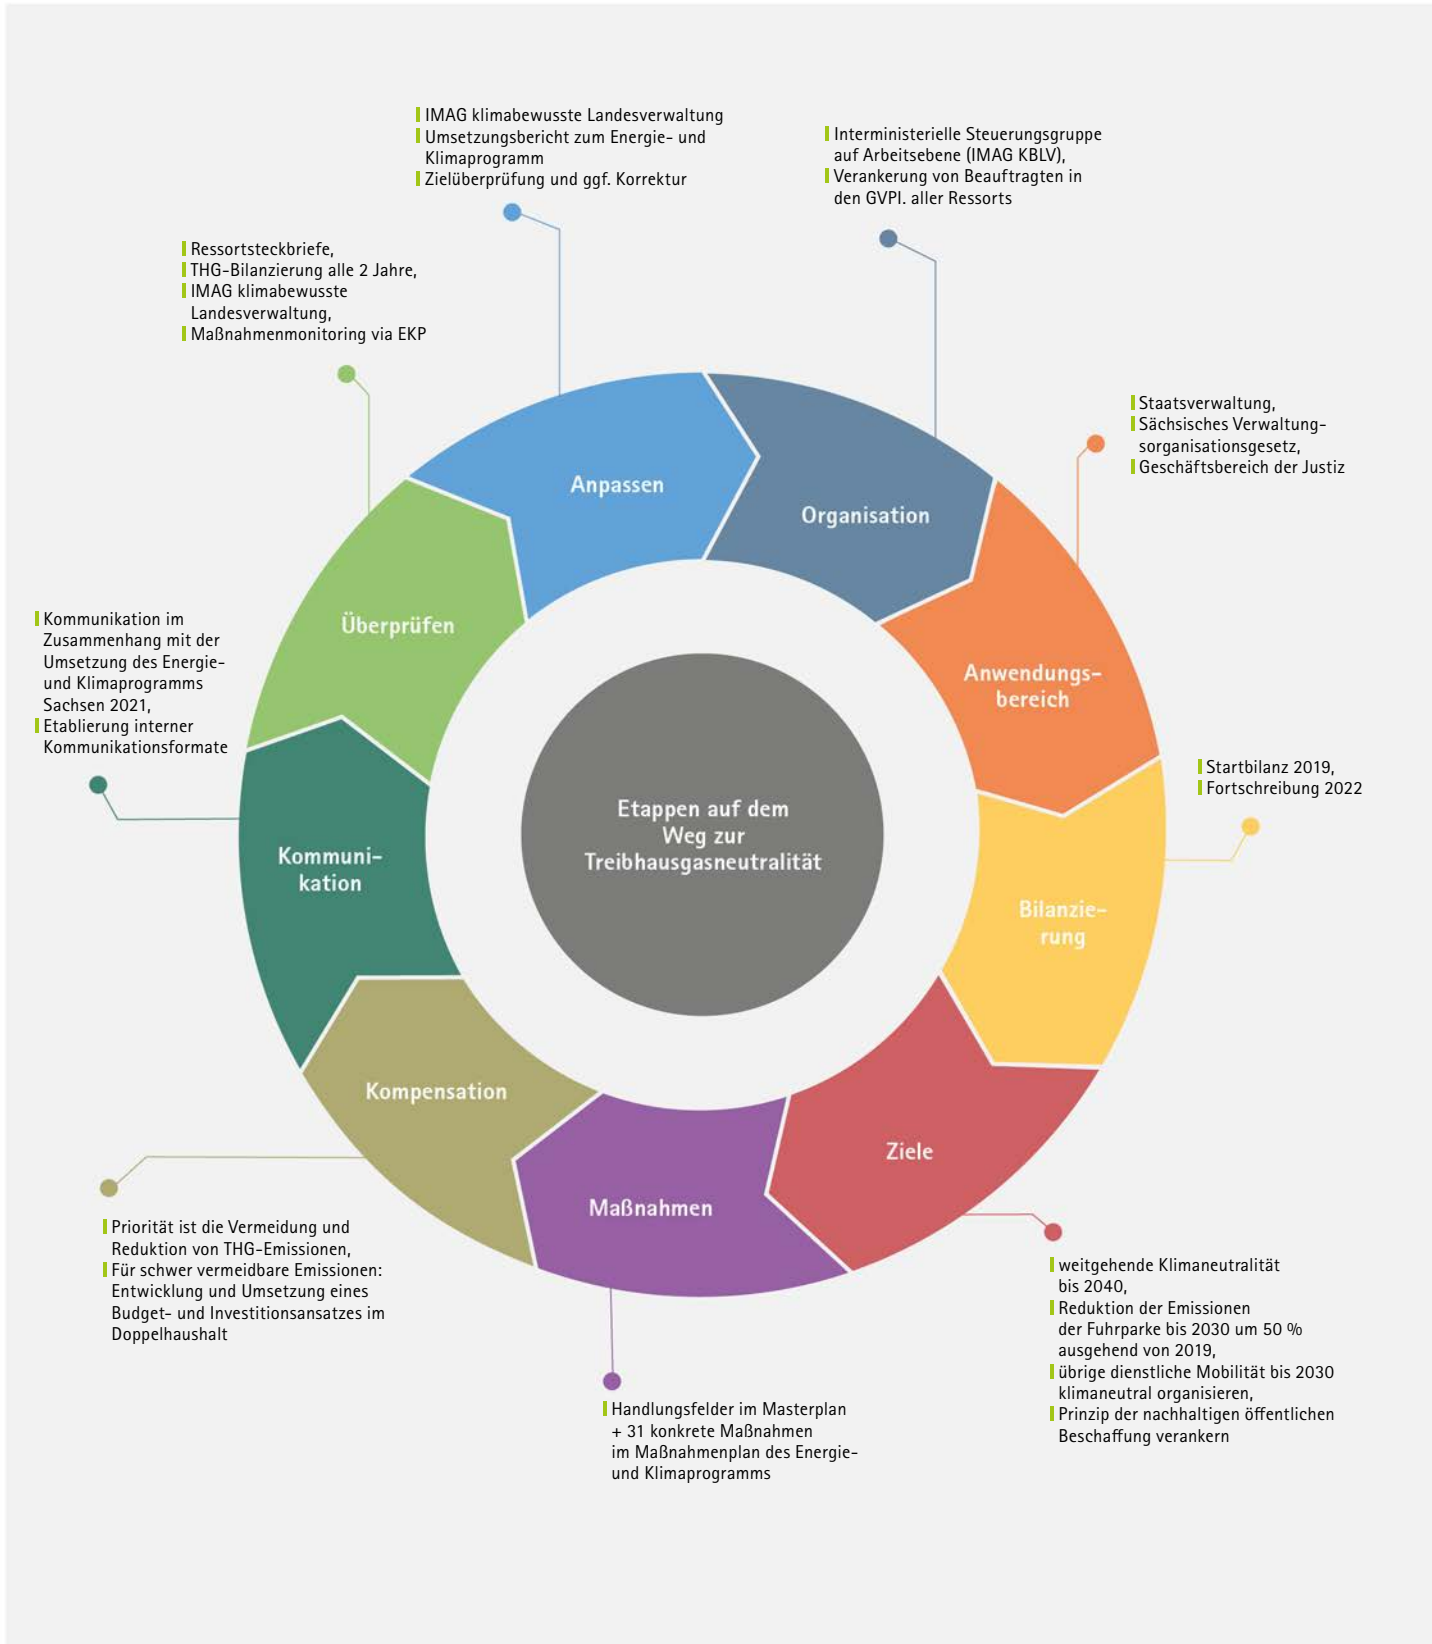 IMAG klimabewusste Landesverwaltung
Umsetzungsbericht zum Energie- und
Klimaprogramm
Zielüberprüfung und ggf. Korrektur
Interministerielle Steuerungsgruppe
auf Arbeitsebene (IMAG KBLV),
Verankerung von Beauftragten in
den GVPI. aller Ressorts
Ressortsteckbriefe,
THG-Bilanzierung alle 2 Jahre,
IMAG klimabewusste
Landesverwaltung,
Maßnahmenmonitoring via EKP
Staatsverwaltung,
Sächsisches Verwaltung-
sorganisationsgesetz,
Geschäftsbereich der Justiz
Anpassen
Organisation
Überprüfen
Anwendungs-
bereich
Kommunikation im
Zusammenhang mit der
Umsetzung des Energie-
und Klimaprogramms
Sachsen 2021,
Etablierung interner
Kommunikationsformate
Startbilanz 2019,
Fortschreibung 2022
Etappen auf dem
Weg zur
Treibhausgasneutralität
Kommuni-
kation
Bilanzie-
rung
Kompensation
Ziele
Maßnahmen
Priorität ist die Vermeidung und
Reduktion von THG-Emissionen,
Für schwer vermeidbare Emissionen:
Entwicklung und Umsetzung eines
Budget- und Investitionsansatzes im
Doppelhaushalt
weitgehende Klimaneutralität
bis 2040,
Reduktion der Emissionen
der Fuhrparke bis 2030 um 50 %
ausgehend von 2019,
übrige dienstliche Mobilität bis 2030
klimaneutral organisieren,
Prinzip der nachhaltigen öffentlichen
Beschaffung verankern
Handlungsfelder im Masterplan
+ 31 konkrete Maßnahmen
im Maßnahmenplan des Energie-
und Klimaprogramms